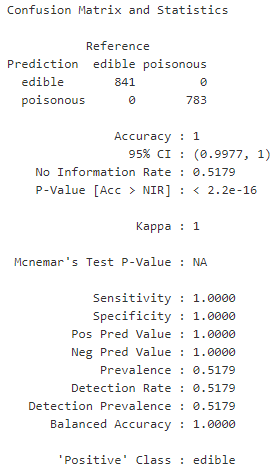 Confusion Matrix and Statistics
Reference
Prediction edible poisonous
edible 841 0
poisonous 0 783
Accuracy : 1
95% CI : (0.9977, 1)
No Information Rate : 0.5179
P-Value [Acc > NIR] : < 2.2e-16
Kappa : 1
Mcnemar's Test P-Value : NA
Sensitivity : 1.0000
Specificity : 1.0000
Pos Pred Value : 1.0000
Neg Pred Value : 1.0000
Prevalence : 0.5179
Detection Rate : 0.5179
Detection Prevalence : 0.5179
Balanced Accuracy : 1.0000
'Positive' Class : edible